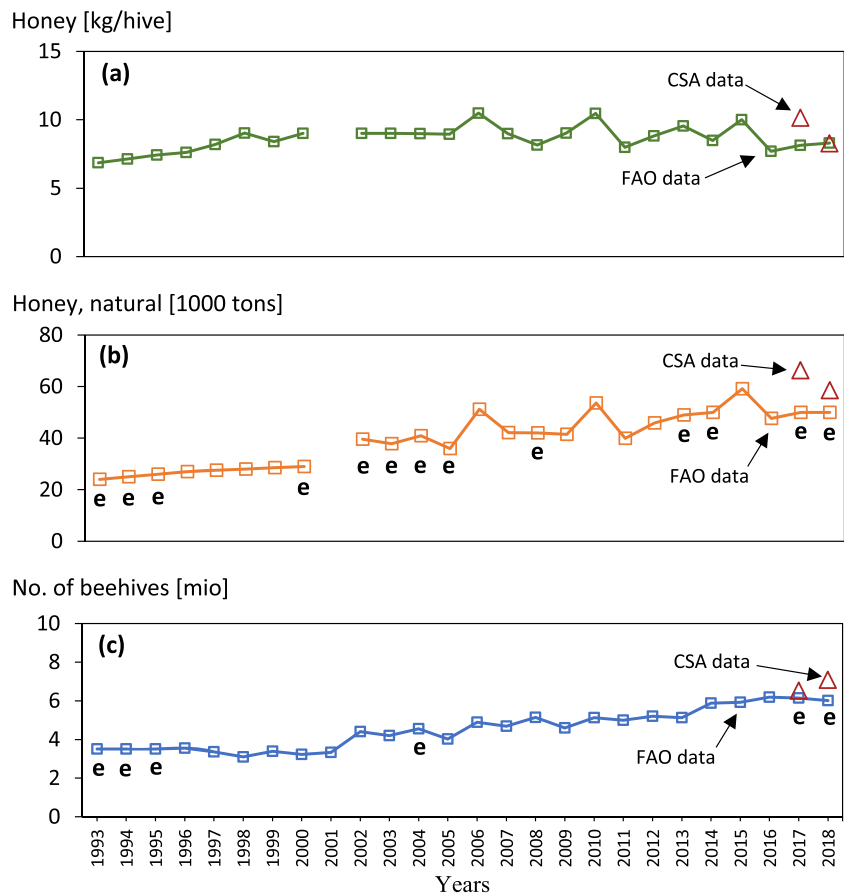 Honey [kg/hive]
15
(a)
CSA data
10
FAO data
5
0
Honey, natural [1000 tons]
80
(b)
CSA data
60
e e e e
40
e
e e e e
FAO data
e e e
e
20
0
No. of beehives [mio]
10
(c)
CSA data
8
6
e e
4
e
FAO data
e e e
2
0
1993 1994 1995 1996 1997 1998 1999 2000 2001 2002 2003 2004 2005 2006 2007 2008 2009 2010 2011 2012 2013 2014 2015 2016 2017 2018
Years